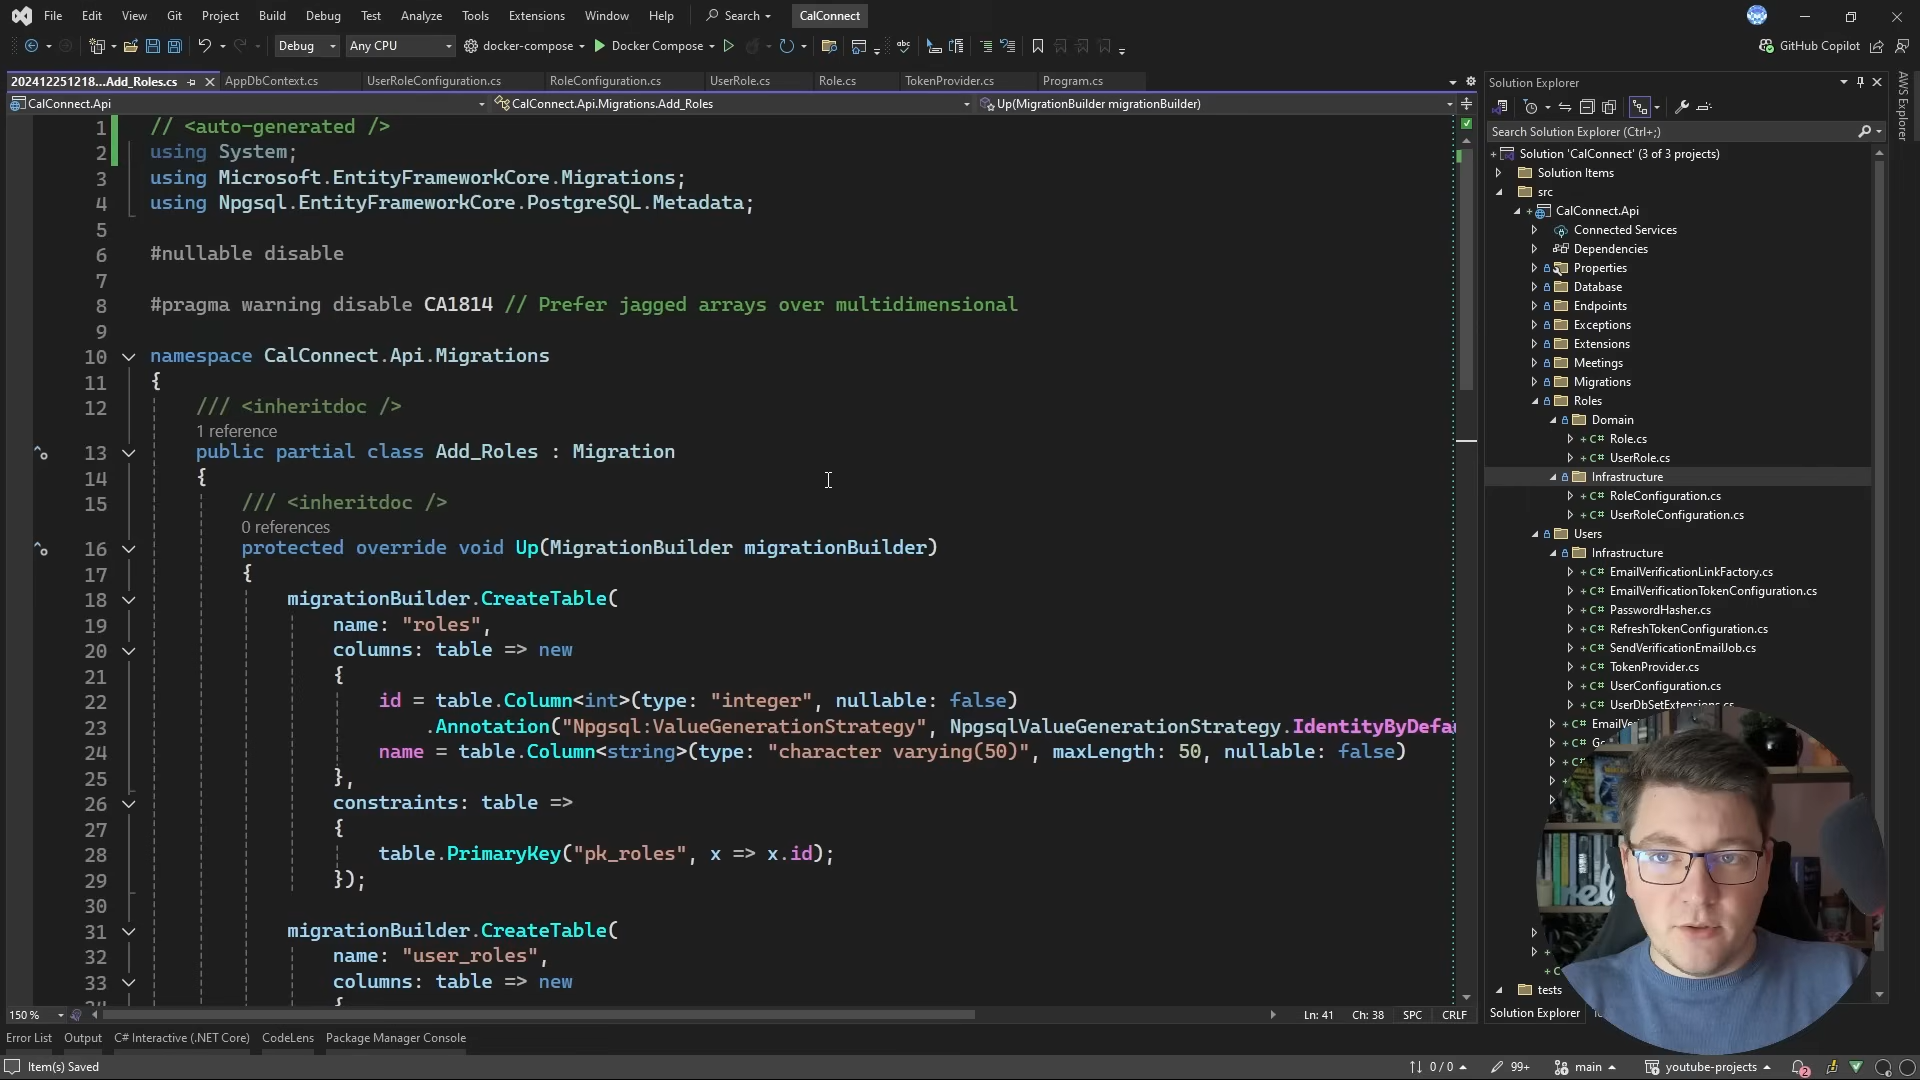 File Edit View Git Project Build Debug Test Analyze Tools Extensions Window Help Search CalConnect
Debug Any CPU docker-compose Docker Compose GitHub Copilot
202412251218...Add_Roles.cs AppDbContext.cs UserRoleConfiguration.cs RoleConfiguration.cs UserRole.cs Role.cs TokenProvider.cs Program.cs
CalConnect.Api CalConnect.Api.Migrations.Add_Roles Up(MigrationBuilder migrationBuilder)
1 // <auto-generated />
2 using System;
3 using Microsoft.EntityFrameworkCore.Migrations;
4 using Npgsql.EntityFrameworkCore.PostgreSQL.Metadata;
5
6 #nullable disable
7
8 #pragma warning disable CA1814 // Prefer jagged arrays over multidimensional
9
10 namespace CalConnect.Api.Migrations
11 {
12 /// <inheritdoc />
1 reference
13 public partial class Add_Roles : Migration
14 {
15 /// <inheritdoc />
0 references
16 protected override void Up(MigrationBuilder migrationBuilder)
17 {
18 migrationBuilder.CreateTable(
19 name: "roles",
20 columns: table => new
21 {
22 id = table.Column<int>(type: "integer", nullable: false)
23 .Annotation("Npgsql:ValueGenerationStrategy", NpgsqlValueGenerationStrategy.IdentityByDefa
24 name = table.Column<string>(type: "character varying(50)", maxLength: 50, nullable: false)
25 },
26 constraints: table =>
27 {
28 table.PrimaryKey("pk_roles", x => x.id);
29 });
30
31 migrationBuilder.CreateTable(
32 name: "user_roles",
33 columns: table => new
{
150 % Ln: 41 Ch: 38 SPC CRLF
Solution Explorer
Search Solution Explorer (Ctrl+;)
Solution 'CalConnect' (3 of 3 projects)
Solution Items
src
CalConnect.Api
Connected Services
Dependencies
Properties
Database
Endpoints
Exceptions
Extensions
Meetings
Migrations
Roles
Domain
C# Role.cs
C# UserRole.cs
Infrastructure
C# RoleConfiguration.cs
C# UserRoleConfiguration.cs
Users
Infrastructure
C# EmailVerificationLinkFactory.cs
C# EmailVerificationTokenConfiguration.cs
C# PasswordHasher.cs
C# RefreshTokenConfiguration.cs
C# SendVerificationEmailJob.cs
C# TokenProvider.cs
C# UserConfiguration.cs
C# UserDbSetExtensions.cs
C#
C#
C#
tests
Solution Explorer
AWS Explorer
Error List Output C# Interactive (.NET Core) CodeLens Package Manager Console
Item(s) Saved 0 / 0 99+ main youtube-projects 2